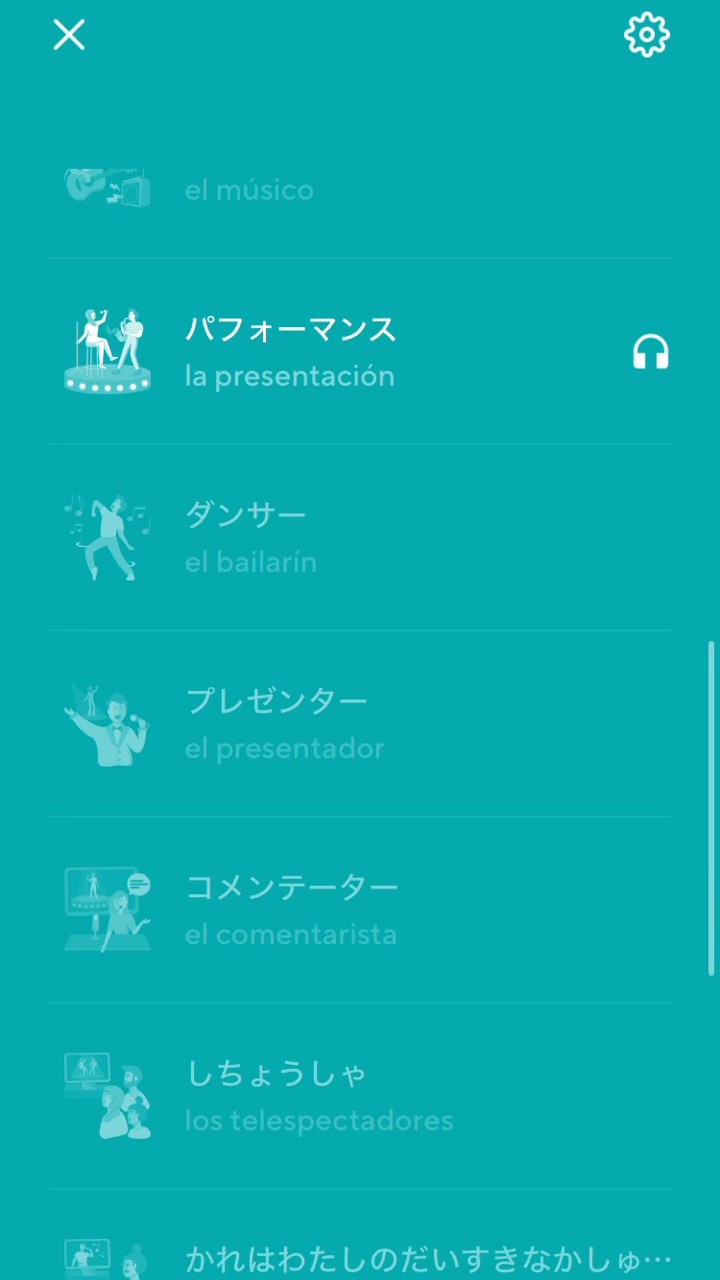 el músico
パフォーマンス
la presentación
ダンサー
el bailarín
プレゼンター
el presentador
コメンテーター
el comentarista
しちょうしゃ
los telespectadores
かれはわたしのだいすきなかしゅ…